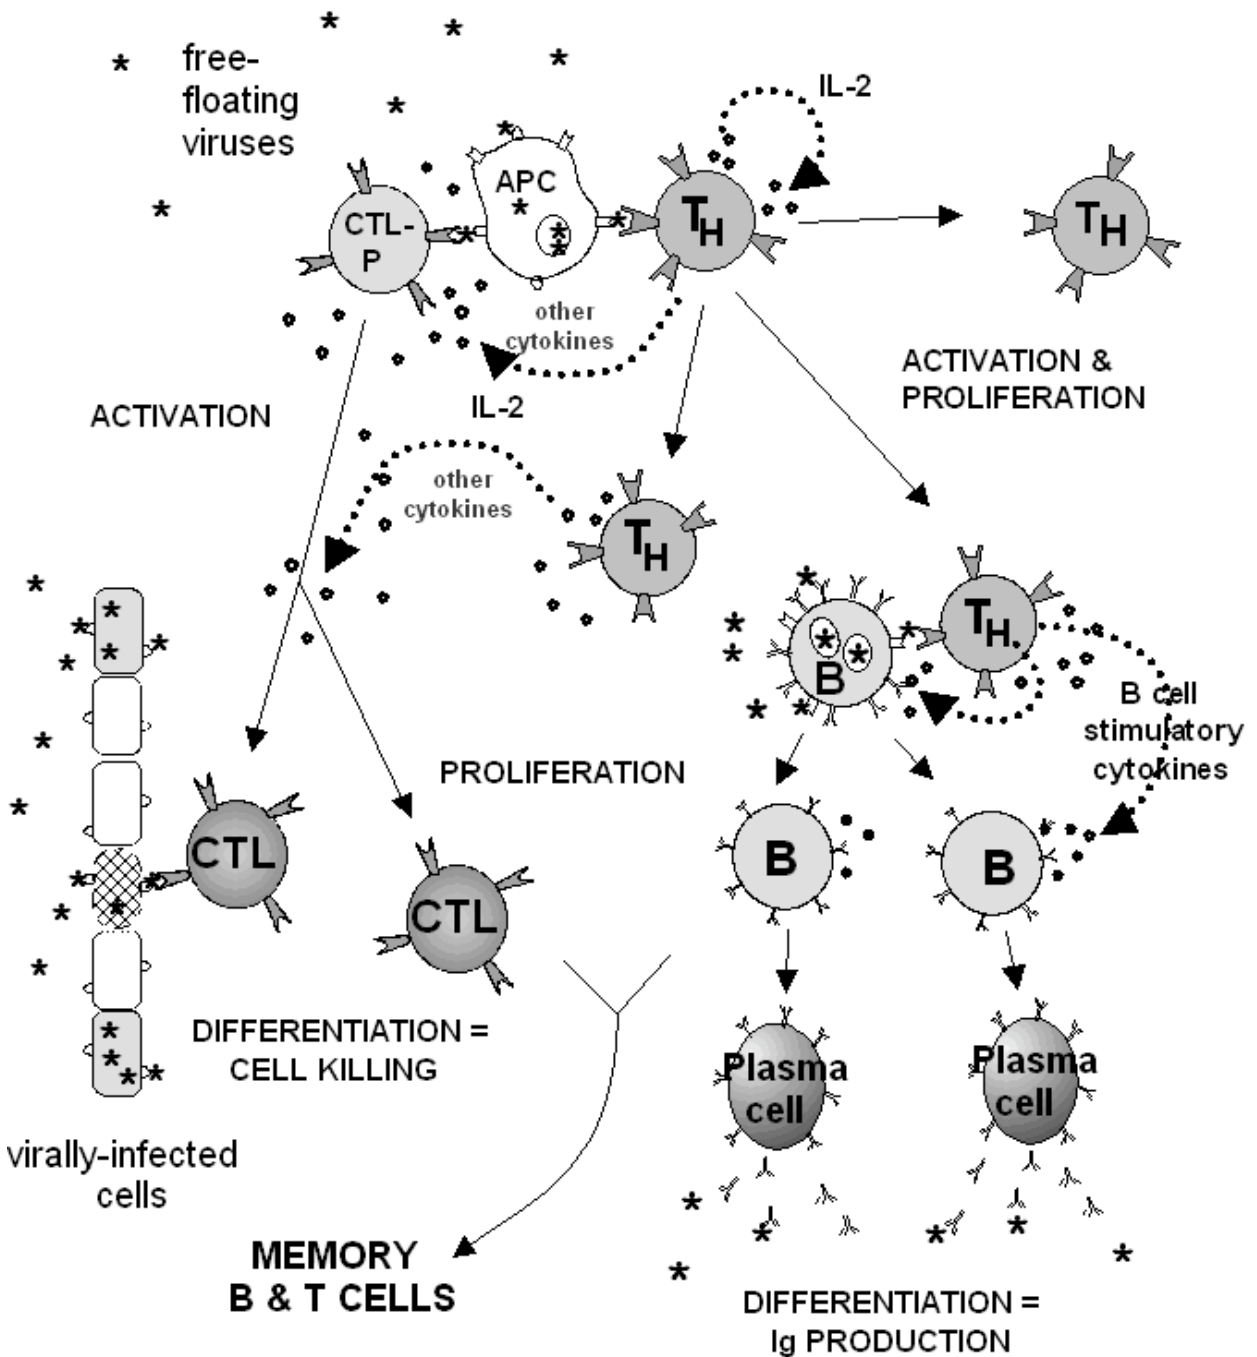 free-
floating
viruses
IL-2
APC
CTL-
P
TH
TH
other
cytokines
ACTIVATION &
PROLIFERATION
ACTIVATION
IL-2
other
cytokines
TH
TH
B
B cell
stimulatory
cytokines
PROLIFERATION
CTL
B
B
CTL
DIFFERENTIATION =
CELL KILLING
Plasma
cell
Plasma
cell
virally-infected
cells
MEMORY
B & T CELLS
DIFFERENTIATION =
Ig PRODUCTION